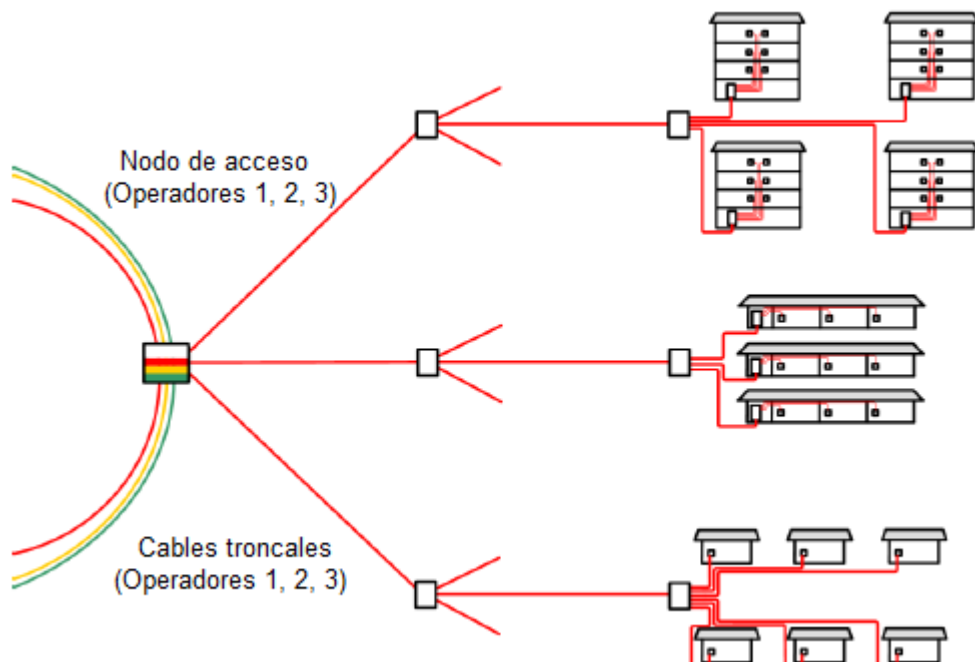 Nodo de acceso
(Operadores 1, 2, 3)
Cables troncales
(Operadores 1, 2, 3)